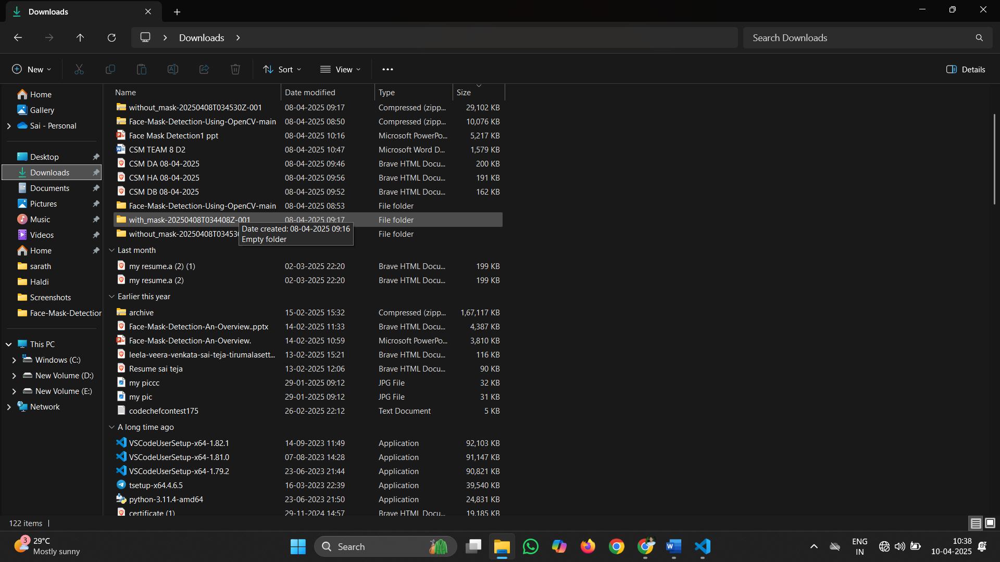 Downloads
Downloads
Search Downloads
New
Sort
View
Details
Home
Gallery
Sai - Personal
Desktop
Downloads
Documents
Pictures
Music
Videos
Home
sarath
Haldi
Screenshots
Face-Mask-Detection
This PC
Windows (C:)
New Volume (D:)
New Volume (E:)
Network
Name Date modified Type Size
without_mask-20250408T034530Z-001 08-04-2025 09:17 Compressed (zipp... 29,102 KB
Face-Mask-Detection-Using-OpenCV-main 08-04-2025 08:50 Compressed (zipp... 10,076 KB
Face Mask Detection1 ppt 08-04-2025 10:16 Microsoft PowerPo... 5,217 KB
CSM TEAM 8 D2 08-04-2025 10:47 Microsoft Word D... 1,579 KB
CSM DA 08-04-2025 08-04-2025 09:46 Brave HTML Docu... 200 KB
CSM HA 08-04-2025 08-04-2025 09:56 Brave HTML Docu... 191 KB
CSM DB 08-04-2025 08-04-2025 09:52 Brave HTML Docu... 162 KB
Face-Mask-Detection-Using-OpenCV-main 08-04-2025 08:53 File folder
with_mask-20250408T034408Z-001 08-04-2025 09:17 File folder
Date created: 08-04-2025 09:16
Empty folder
without_mask-20250408T03453 File folder
Last month
my resume.a (2) (1) 02-03-2025 22:20 Brave HTML Docu... 199 KB
my resume.a (2) 02-03-2025 22:20 Brave HTML Docu... 199 KB
Earlier this year
archive 15-02-2025 15:32 Compressed (zipp... 1,67,117 KB
Face-Mask-Detection-An-Overview..pptx 14-02-2025 11:33 Brave HTML Docu... 4,387 KB
Face-Mask-Detection-An-Overview. 14-02-2025 10:59 Microsoft PowerPo... 3,810 KB
leela-veera-venkata-sai-teja-tirumalasett... 13-02-2025 15:21 Brave HTML Docu... 116 KB
Resume sai teja 13-02-2025 12:06 Brave HTML Docu... 90 KB
my piccc 29-01-2025 09:12 JPG File 32 KB
my pic 29-01-2025 09:12 JPG File 31 KB
codechefcontest175 26-02-2025 22:12 Text Document 5 KB
A long time ago
VSCodeUserSetup-x64-1.82.1 14-09-2023 11:49 Application 92,103 KB
VSCodeUserSetup-x64-1.81.0 07-08-2023 14:28 Application 91,147 KB
VSCodeUserSetup-x64-1.79.2 23-06-2023 21:44 Application 90,821 KB
tsetup-x64.4.6.5 16-03-2023 22:39 Application 39,540 KB
python-3.11.4-amd64 23-06-2023 21:50 Application 24,831 KB
certificate (1) 29-11-2024 14:57 Brave HTML Docu... 19,185 KB
122 items
3
29°C
Mostly sunny
Search
ENG
IN
10:38
10-04-2025